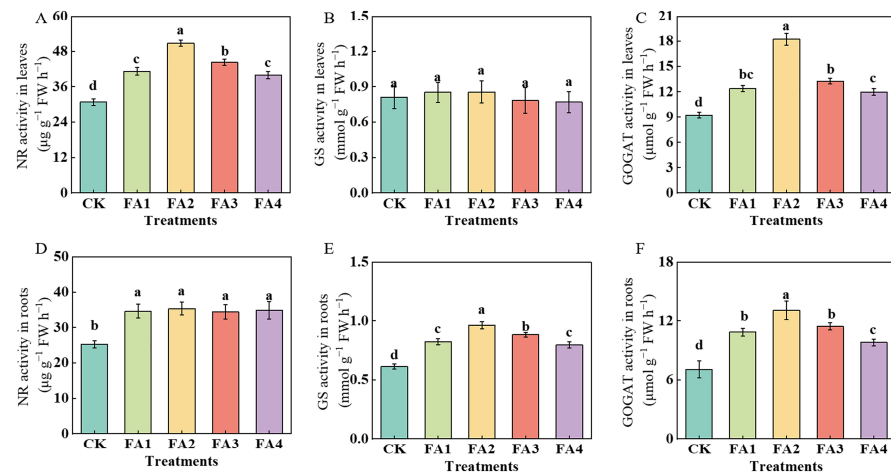 A
NR activity in leaves
(µg g⁻¹ FW h⁻¹)
60
48
36
24
12
0
d
c
a
b
c
CK FA1 FA2 FA3 FA4
Treatments
B
GS activity in leaves
(mmol g⁻¹ FW h⁻¹)
1.5
1.2
0.9
0.6
0.3
0.0
a
a
a
a
a
CK FA1 FA2 FA3 FA4
Treatments
C
GOGAT activity in leaves
(µmol g⁻¹ FW h⁻¹)
21
18
15
12
9
6
3
0
d
bc
a
b
c
CK FA1 FA2 FA3 FA4
Treatments
D
NR activity in roots
(µg g⁻¹ FW h⁻¹)
50
40
30
20
10
0
b
a
a
a
a
CK FA1 FA2 FA3 FA4
Treatments
E
GS activity in roots
(mmol g⁻¹ FW h⁻¹)
1.5
1.0
0.5
0.0
d
c
a
b
c
CK FA1 FA2 FA3 FA4
Treatments
F
GOGAT activity in roots
(µmol g⁻¹ FW h⁻¹)
18
12
6
0
d
b
a
b
c
CK FA1 FA2 FA3 FA4
Treatments